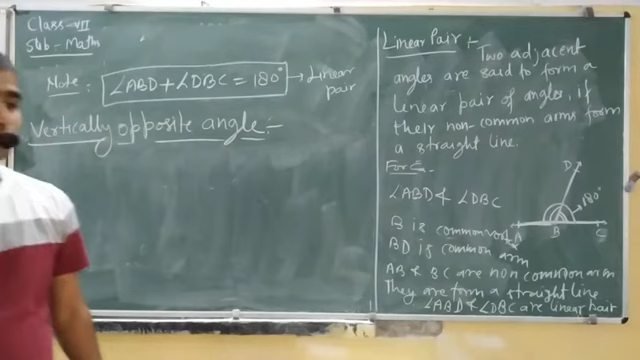 Class-VII
Sub- Maths
Note: ∠ABD + ∠DBC = 180° → Linear pair
Vertically opposite angle:-
Linear Pair:- Two adjacent
angles are said to form a
linear pair of angles, if
their non-common arms form
a straight line.
For E
∠ABD & ∠DBC
B is common
BD is common arm
AB & BC are non common arm
They are form a straight line
∠ABD & ∠DBC are linear pair
D
180°
A B C